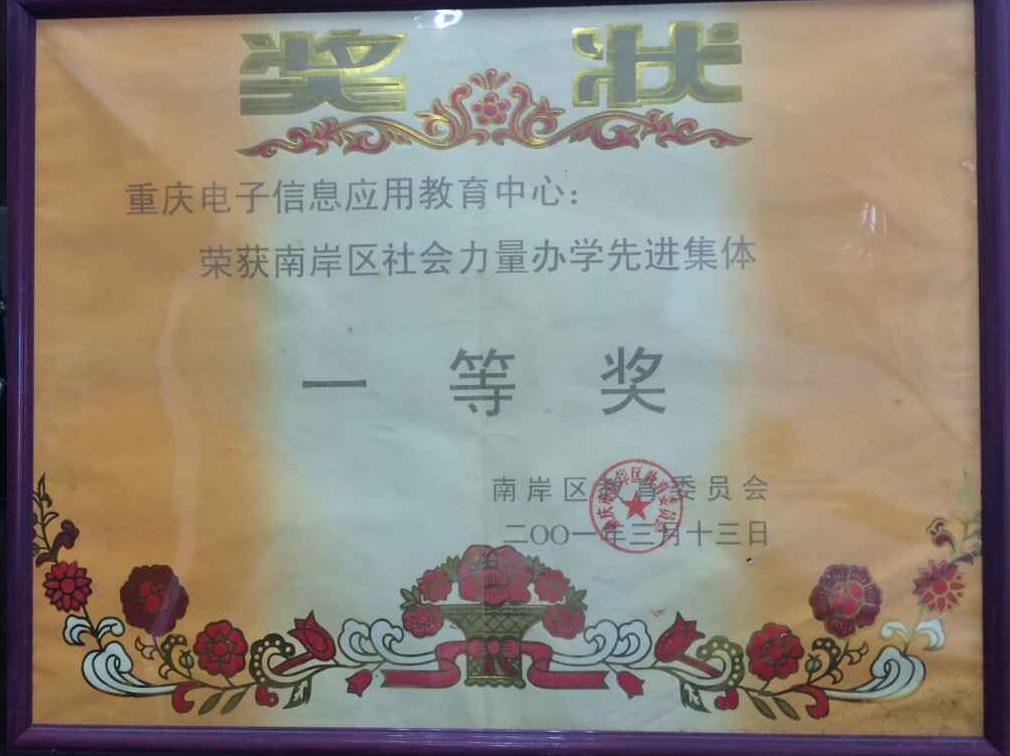 奖 状
重庆电子信息应用教育中心：
荣获南岸区社会力量办学先进集体
一 等 奖
南岸区教育委员会
二〇〇一年三月十三日